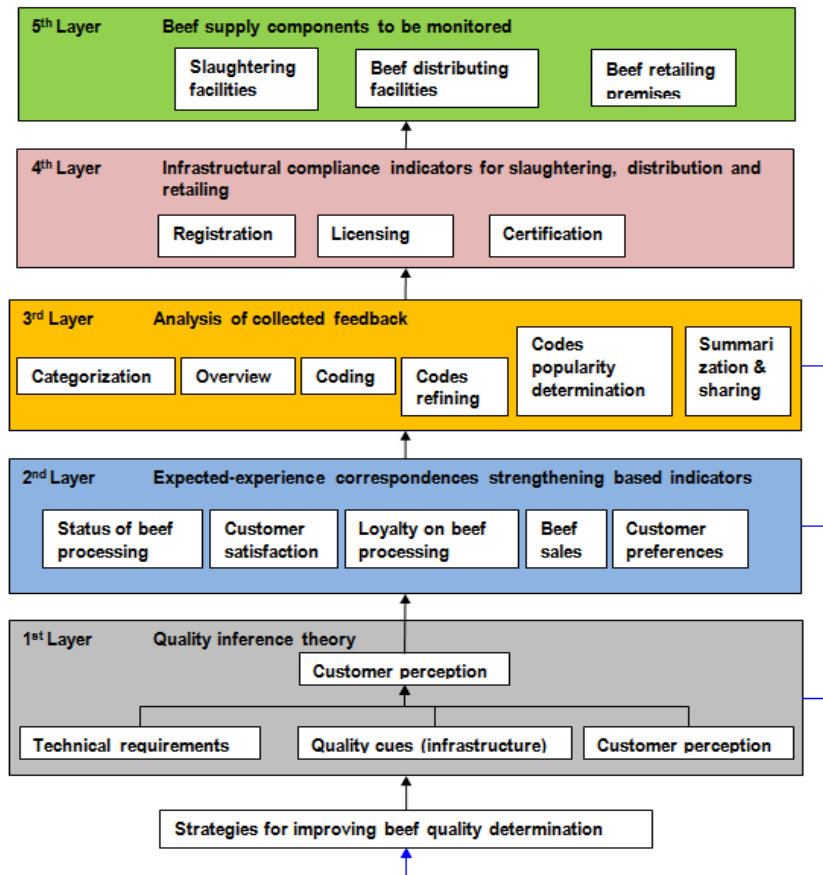 5th Layer Beef supply components to be monitored
Slaughtering facilities
Beef distributing facilities
Beef retailing premises
4th Layer Infrastructural compliance indicators for slaughtering, distribution and
retailing
Registration
Licensing
Certification
3rd Layer Analysis of collected feedback
Categorization
Overview
Coding
Codes
refining
Codes
popularity
determination
Summari
zation &
sharing
2nd Layer Expected-experience correspondences strengthening based indicators
Status of beef
processing
Customer
satisfaction
Loyalty on beef
processing
Beef
sales
Customer
preferences
1st Layer Quality inference theory
Customer perception
Technical requirements
Quality cues (infrastructure)
Customer perception
Strategies for improving beef quality determination